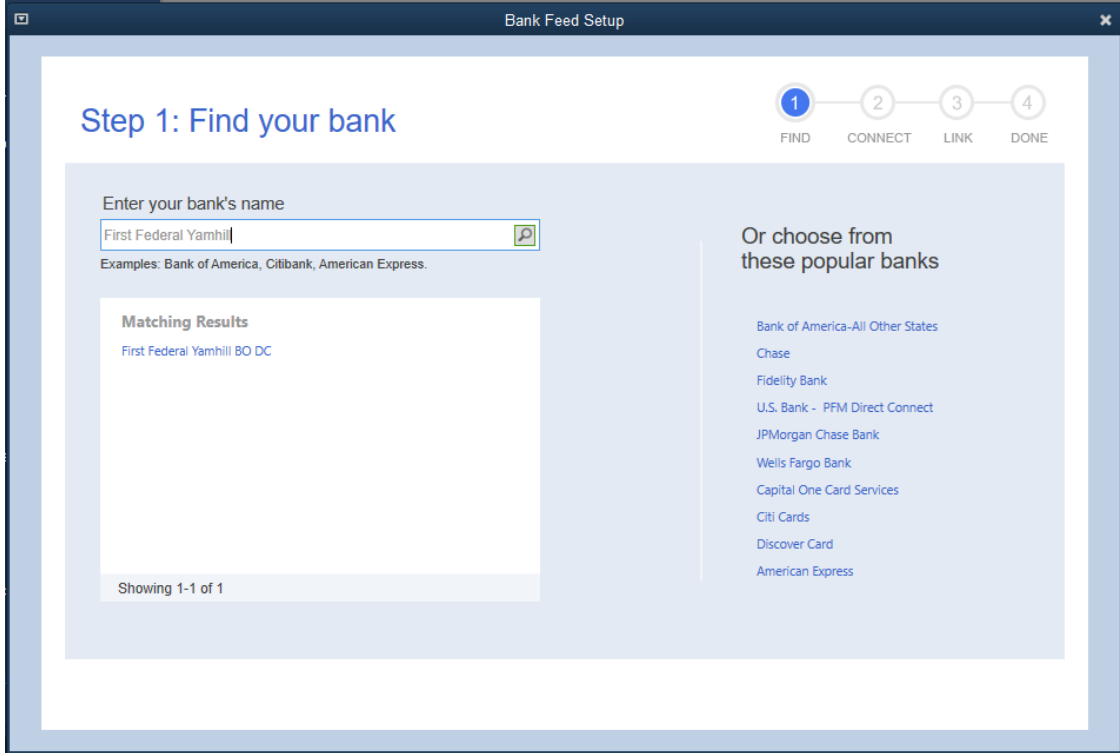 Bank Feed Setup
Step 1: Find your bank
1
2
3
4
FIND
CONNECT
LINK
DONE
Enter your bank's name
First Federal Yamhill
Examples: Bank of America, Citibank, American Express.
Matching Results
First Federal Yamhill BO DC
Showing 1-1 of 1
Or choose from
these popular banks
Bank of America-All Other States
Chase
Fidelity Bank
U.S. Bank - PFM Direct Connect
JPMorgan Chase Bank
Wells Fargo Bank
Capital One Card Services
Citi Cards
Discover Card
American Express